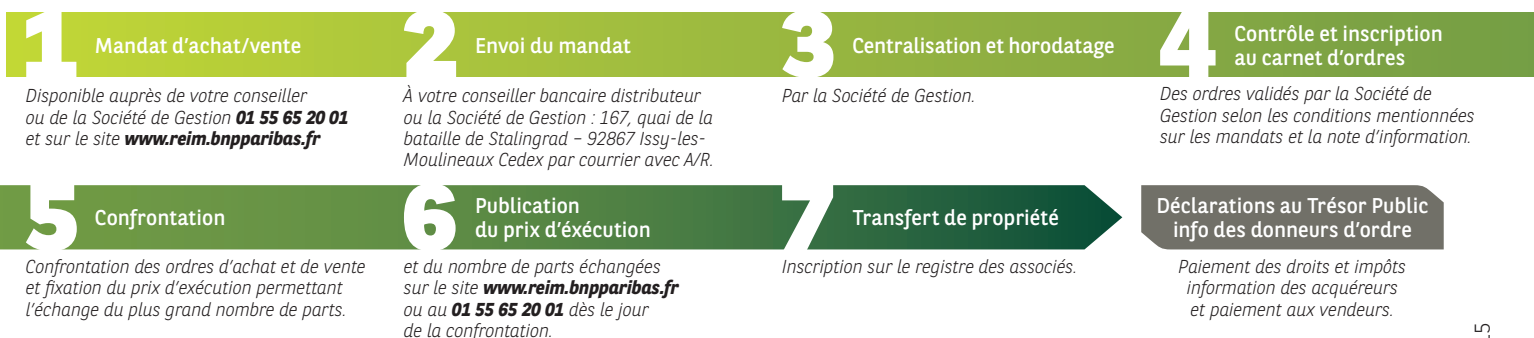 1 Mandat d'achat/vente
Disponible auprès de votre conseiller
ou de la Société de Gestion 01 55 65 20 01
et sur le site www.reim.bnpparibas.fr
2 Envoi du mandat
À votre conseiller bancaire distributeur
ou la Société de Gestion : 167, quai de la
bataille de Stalingrad – 92867 Issy-les-
Moulineaux Cedex par courrier avec A/R.
3 Centralisation et horodatage
Par la Société de Gestion.
4 Contrôle et inscription
au carnet d'ordres
Des ordres validés par la Société de
Gestion selon les conditions mentionnées
sur les mandats et la note d'information.
5 Confrontation
Confrontation des ordres d'achat et de vente
et fixation du prix d'exécution permettant
l'échange du plus grand nombre de parts.
6 Publication
du prix d'éxécution
et du nombre de parts échangées
sur le site www.reim.bnpparibas.fr
ou au 01 55 65 20 01 dès le jour
de la confrontation.
7 Transfert de propriété
Inscription sur le registre des associés.
Déclarations au Trésor Public
info des donneurs d'ordre
Paiement des droits et impôts
information des acquéreurs
et paiement aux vendeurs.
5